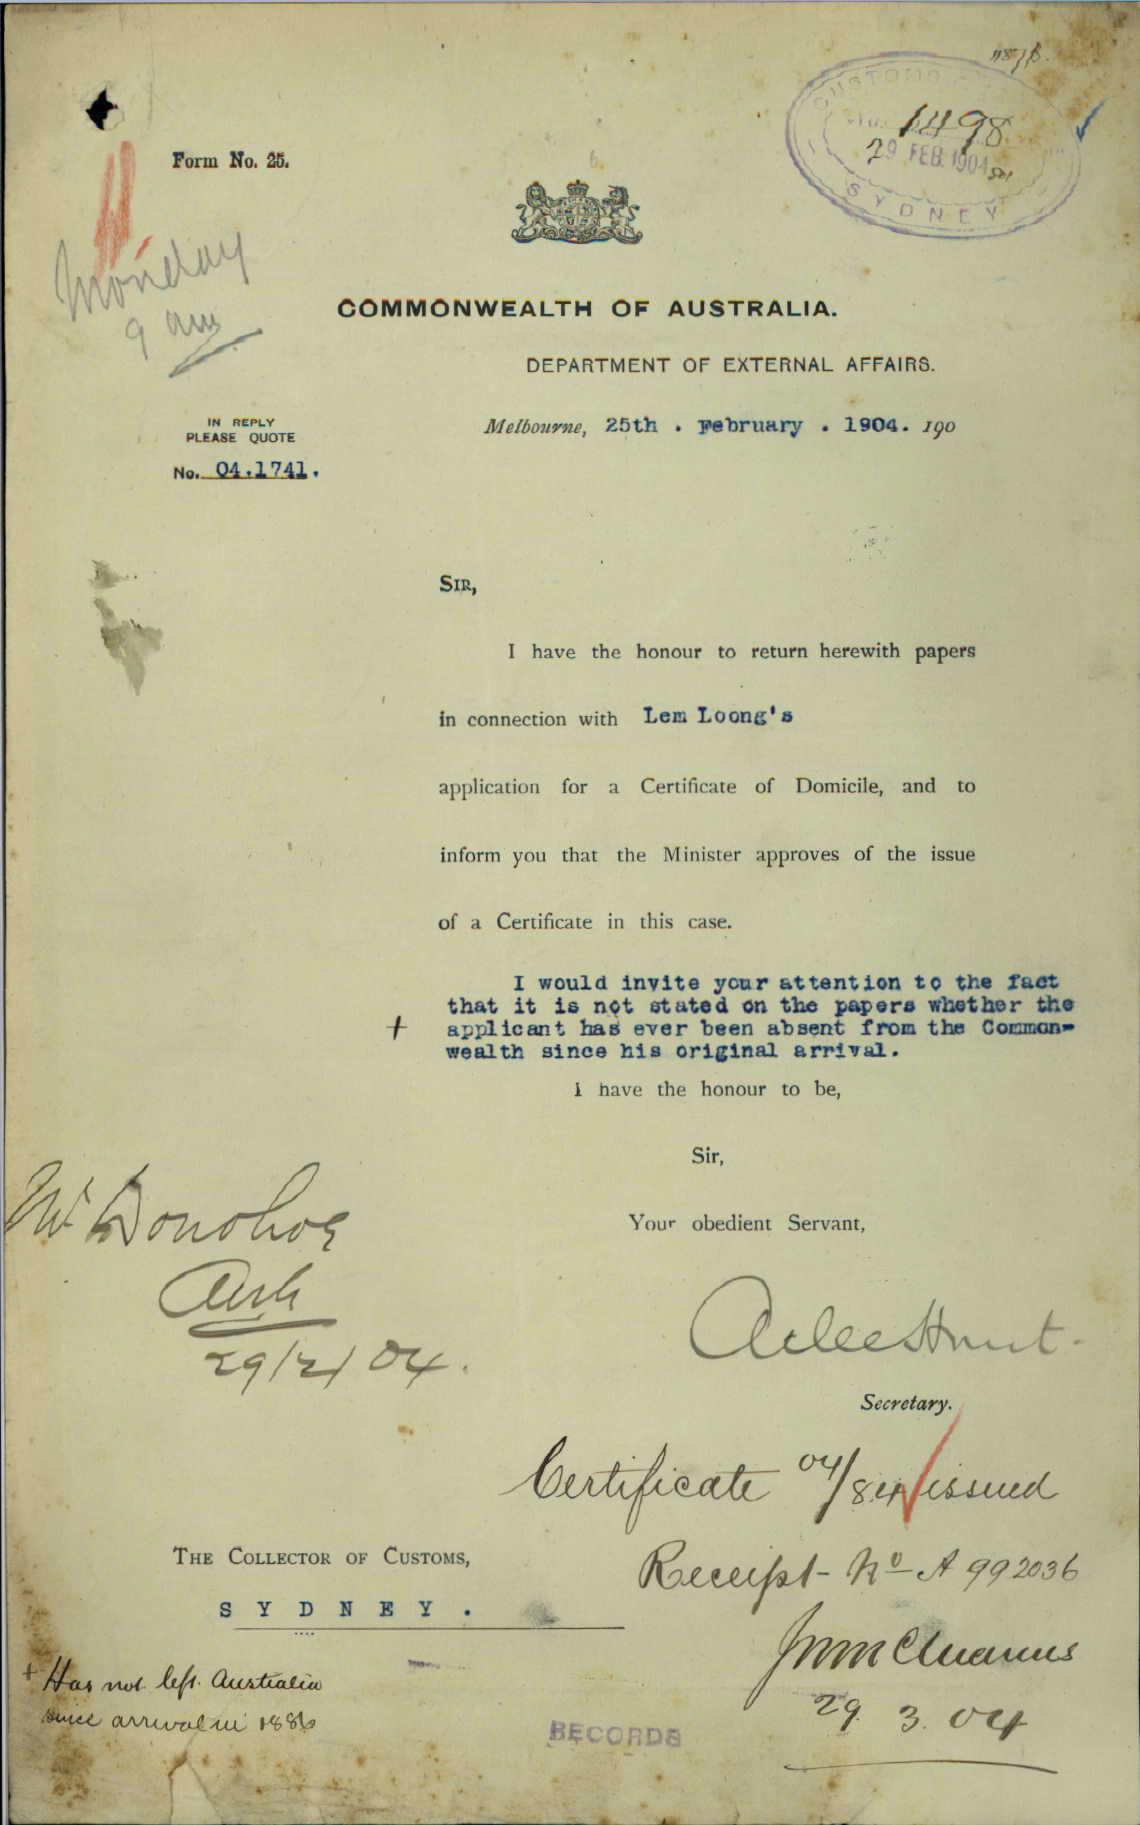 1498
CUSTOMS
29 FEB. 1904
SYDNEY
Form No. 25.
Monday
9 am
COMMONWEALTH OF AUSTRALIA.
DEPARTMENT OF EXTERNAL AFFAIRS.
IN REPLY
PLEASE QUOTE
No. 04.1741.
Melbourne, 25th . February . 1904. 190
SIR,
I have the honour to return herewith papers
in connection with Lem Loong's
application for a Certificate of Domicile, and to
inform you that the Minister approves of the issue
of a Certificate in this case.
I would invite your attention to the fact
that it is not stated on the papers whether the
+ applicant has ever been absent from the Common-
wealth since his original arrival.
I have the honour to be,
Sir,
Your obedient Servant,
Atlee Hunt.
Secretary.
Mr Donohoe
29/2/04.
Certificate 04/84 issued
Receipt No A 992036
29. 3. 04
THE COLLECTOR OF CUSTOMS,
SYDNEY.
+ Has not left Australia
since arrival in 1886
RECORDS